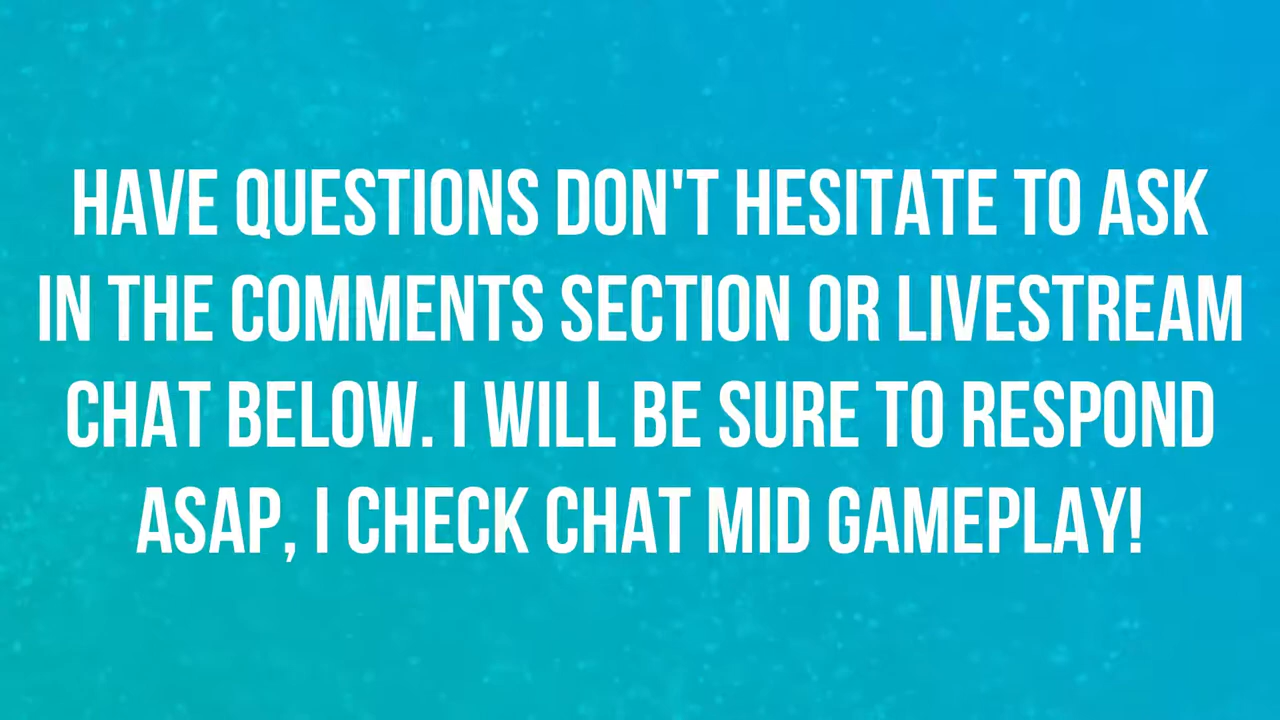 HAVE QUESTIONS DON'T HESITATE TO ASK
IN THE COMMENTS SECTION OR LIVESTREAM
CHAT BELOW. I WILL BE SURE TO RESPOND
ASAP, I CHECK CHAT MID GAMEPLAY!